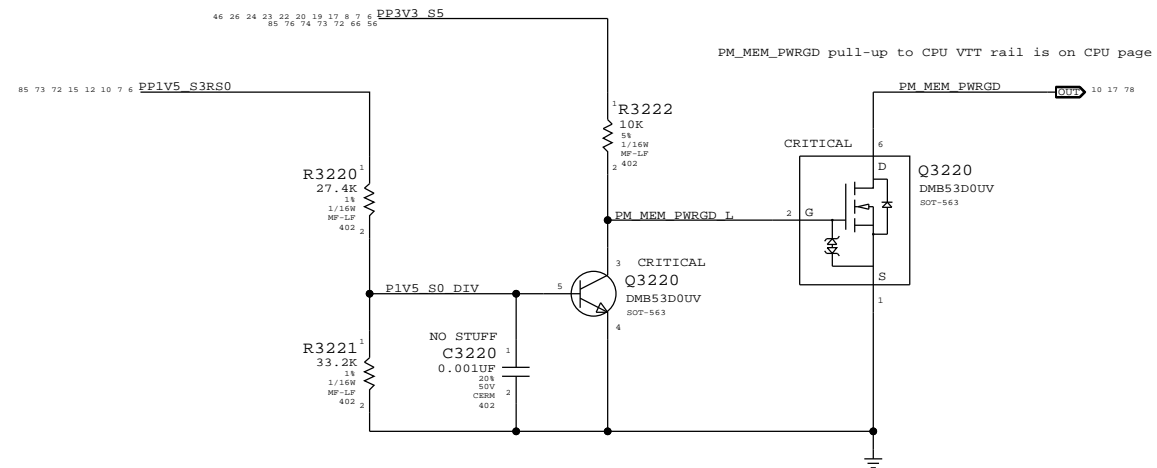 46 26 24 23 22 20 19 17 8 7 6 PP3V3_S5
85 76 74 73 72 66 56
PM_MEM_PWRGD pull-up to CPU VTT rail is on CPU page
85 73 72 15 12 10 7 6 PP1V5_S3RS0
PM_MEM_PWRGD OUT 10 17 78
1
R3222
10K
5%
1/16W
MF-LF
402
2
CRITICAL
6
D
Q3220
DMB53D0UV
SOT-563
2
G
S
1
R3220
1
27.4K
1%
1/16W
MF-LF
402
2
PM_MEM_PWRGD_L
3
CRITICAL
Q3220
DMB53D0UV
SOT-563
5
4
P1V5_S0_DIV
NO STUFF
C3220
1
0.001UF
20%
50V
CERM
402
2
R3221
1
33.2K
1%
1/16W
MF-LF
402
2